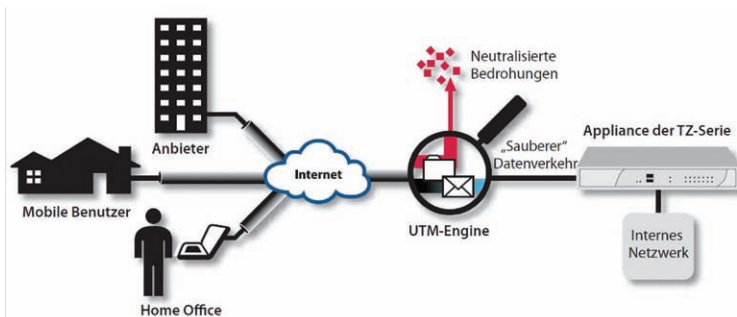 Anbieter
Mobile Benutzer
Home Office
Internet
Neutralisierte
Bedrohungen
UTM-Engine
„Sauberer"
Datenverkehr
Appliance der TZ-Serie
Internes
Netzwerk